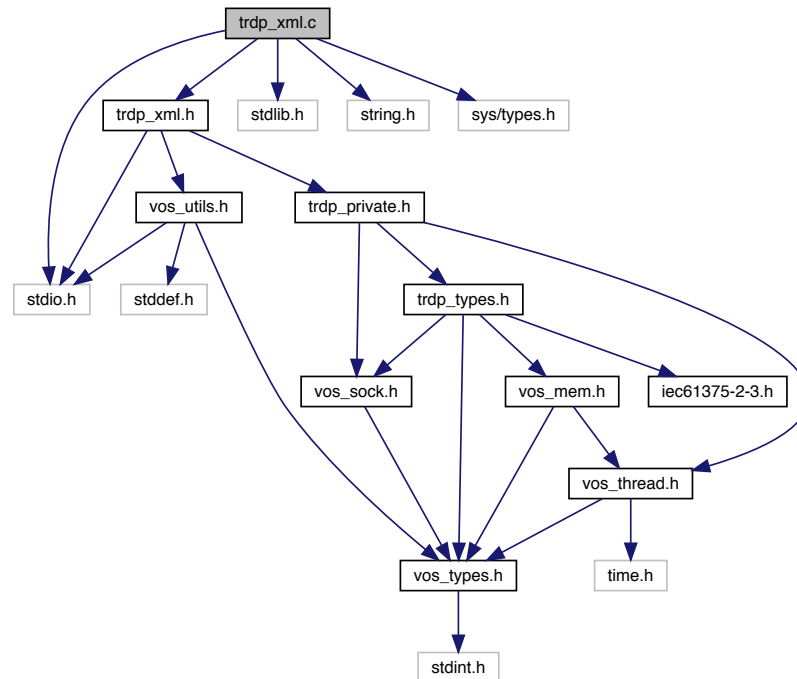 trdp_xml.c
trdp_xml.h
stdlib.h
string.h
sys/types.h
vos_utils.h
trdp_private.h
stdio.h
stddef.h
trdp_types.h
vos_sock.h
vos_mem.h
iec61375-2-3.h
vos_thread.h
vos_types.h
time.h
stdint.h